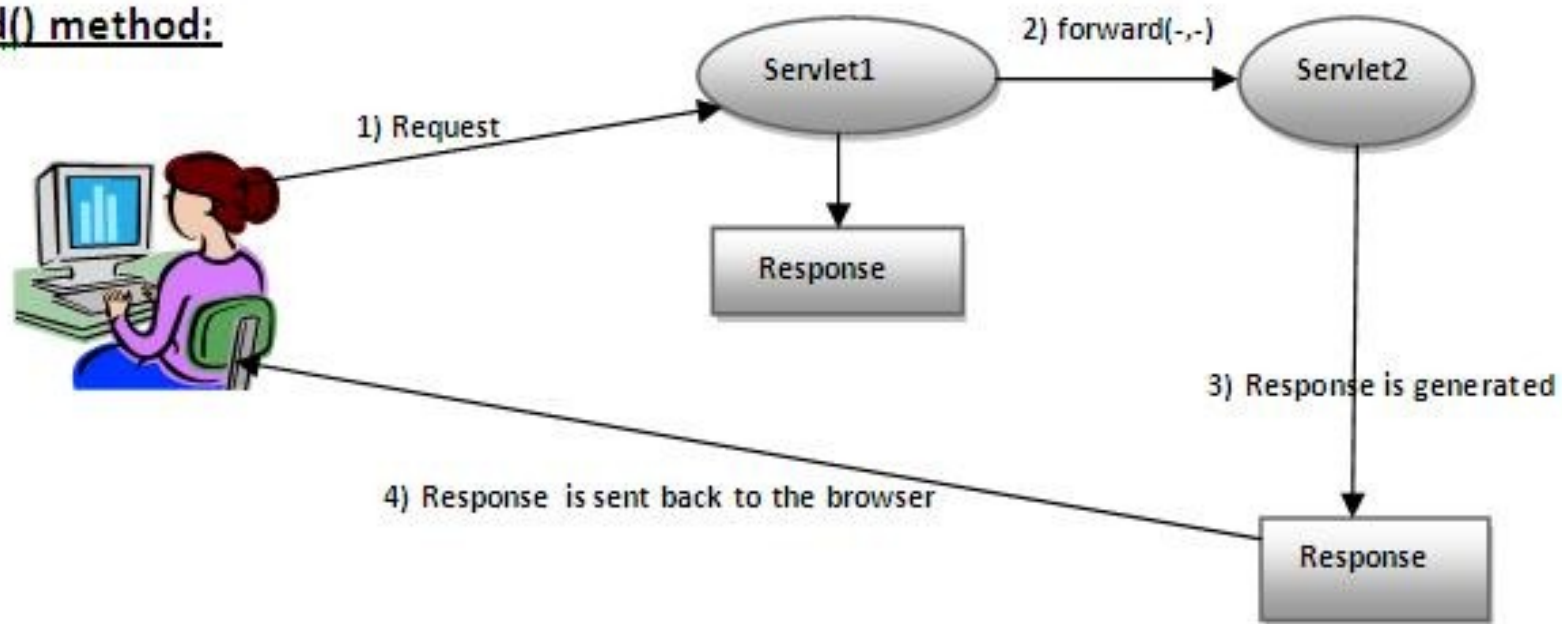 d() method:
1) Request
Servlet1
2) forward(-,-)
Servlet2
Response
3) Response is generated
4) Response is sent back to the browser
Response